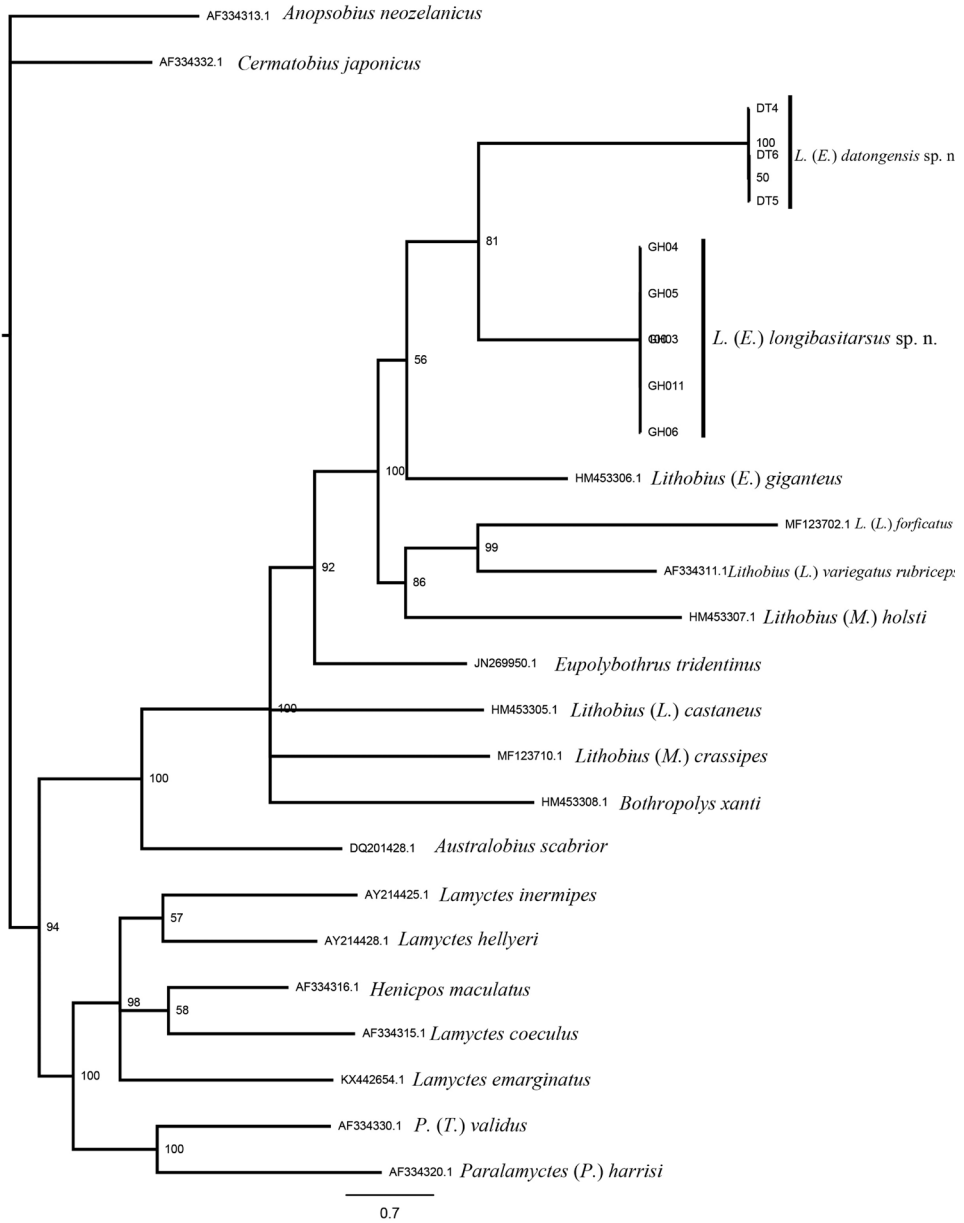 AF334313.1 Anopsobius neozelanicus
AF334332.1 Cermatobius japonicus
DT4
100
DT6 L. (E.) datongensis sp. n
50
DT5
81
GH04
GH05
GH03 L. (E.) longibasitarsus sp. n.
GH011
GH06
56
100
HM453306.1 Lithobius (E.) giganteus
MF123702.1 L. (L.) forficatus
99
AF334311.1 Lithobius (L.) variegatus rubriceps
86
HM453307.1 Lithobius (M.) holsti
92
JN269950.1 Eupolybothrus tridentinus
100
HM453305.1 Lithobius (L.) castaneus
MF123710.1 Lithobius (M.) crassipes
HM453308.1 Bothropolys xanti
100
DQ201428.1 Australobius scabrior
94
AY214425.1 Lamyctes inermipes
57
AY214428.1 Lamyctes hellyeri
98
AF334316.1 Henicpos maculatus
58
AF334315.1 Lamyctes coeculus
100
KX442654.1 Lamyctes emarginatus
AF334330.1 P. (T.) validus
100
AF334320.1 Paralamyctes (P.) harrisi
0.7